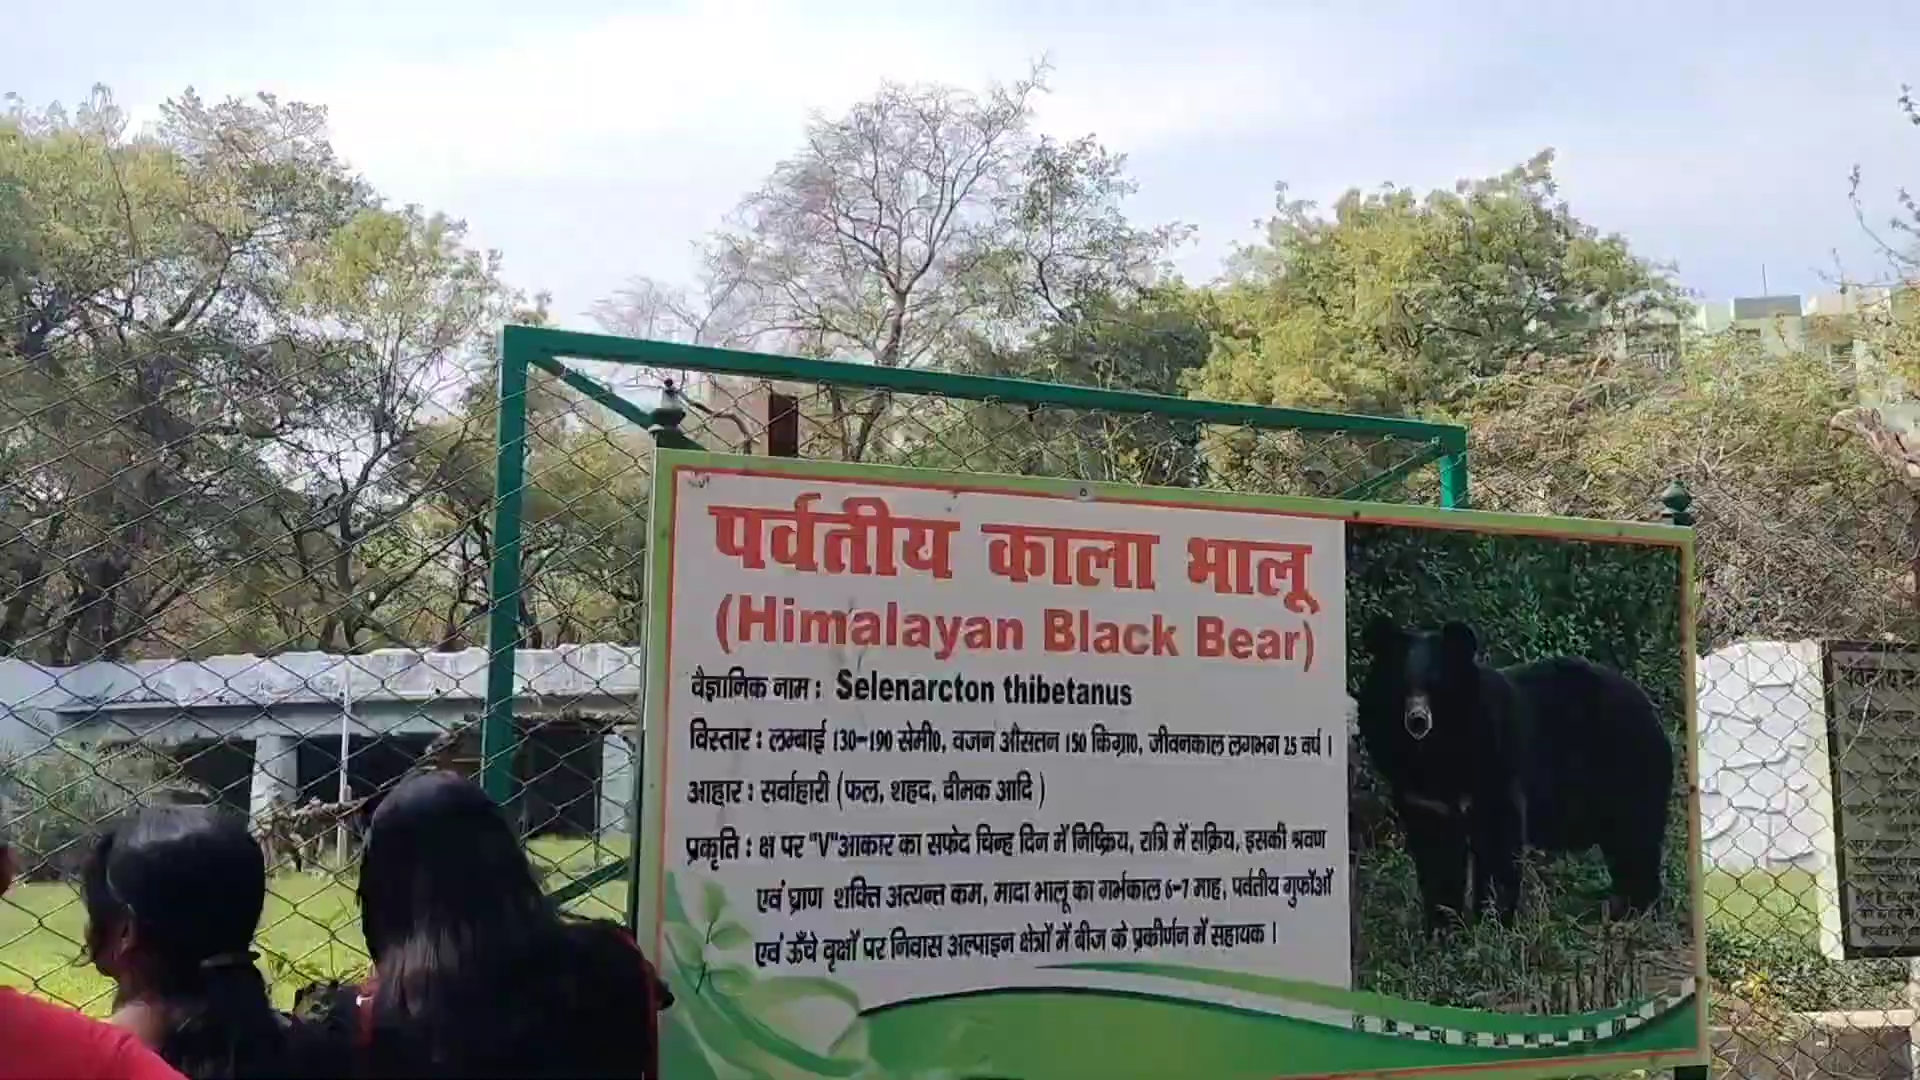 पर्वतीय काला भालू
(Himalayan Black Bear)
वैज्ञानिक नाम : Selenarcton thibetanus
विस्तार : लम्बाई 130-190 सेमी0, वजन औसतन 150 किग्रा0, जीवनकाल लगभग 25 वर्ष ।
आहार : सर्वाहारी (फल, शहद, दीमक आदि )
प्रकृति : क्ष पर "V"आकार का सफेद चिन्ह दिन में निष्क्रिय, रात्रि में सक्रिय, इसकी श्रवण
एवं घ्राण शक्ति अत्यन्त कम, मादा भालू का गर्भकाल 6-7 माह, पर्वतीय गुफाओं
एवं ऊँचे वृक्षों पर निवास अल्पाइन क्षेत्रों में बीज के प्रकीर्णन में सहायक ।